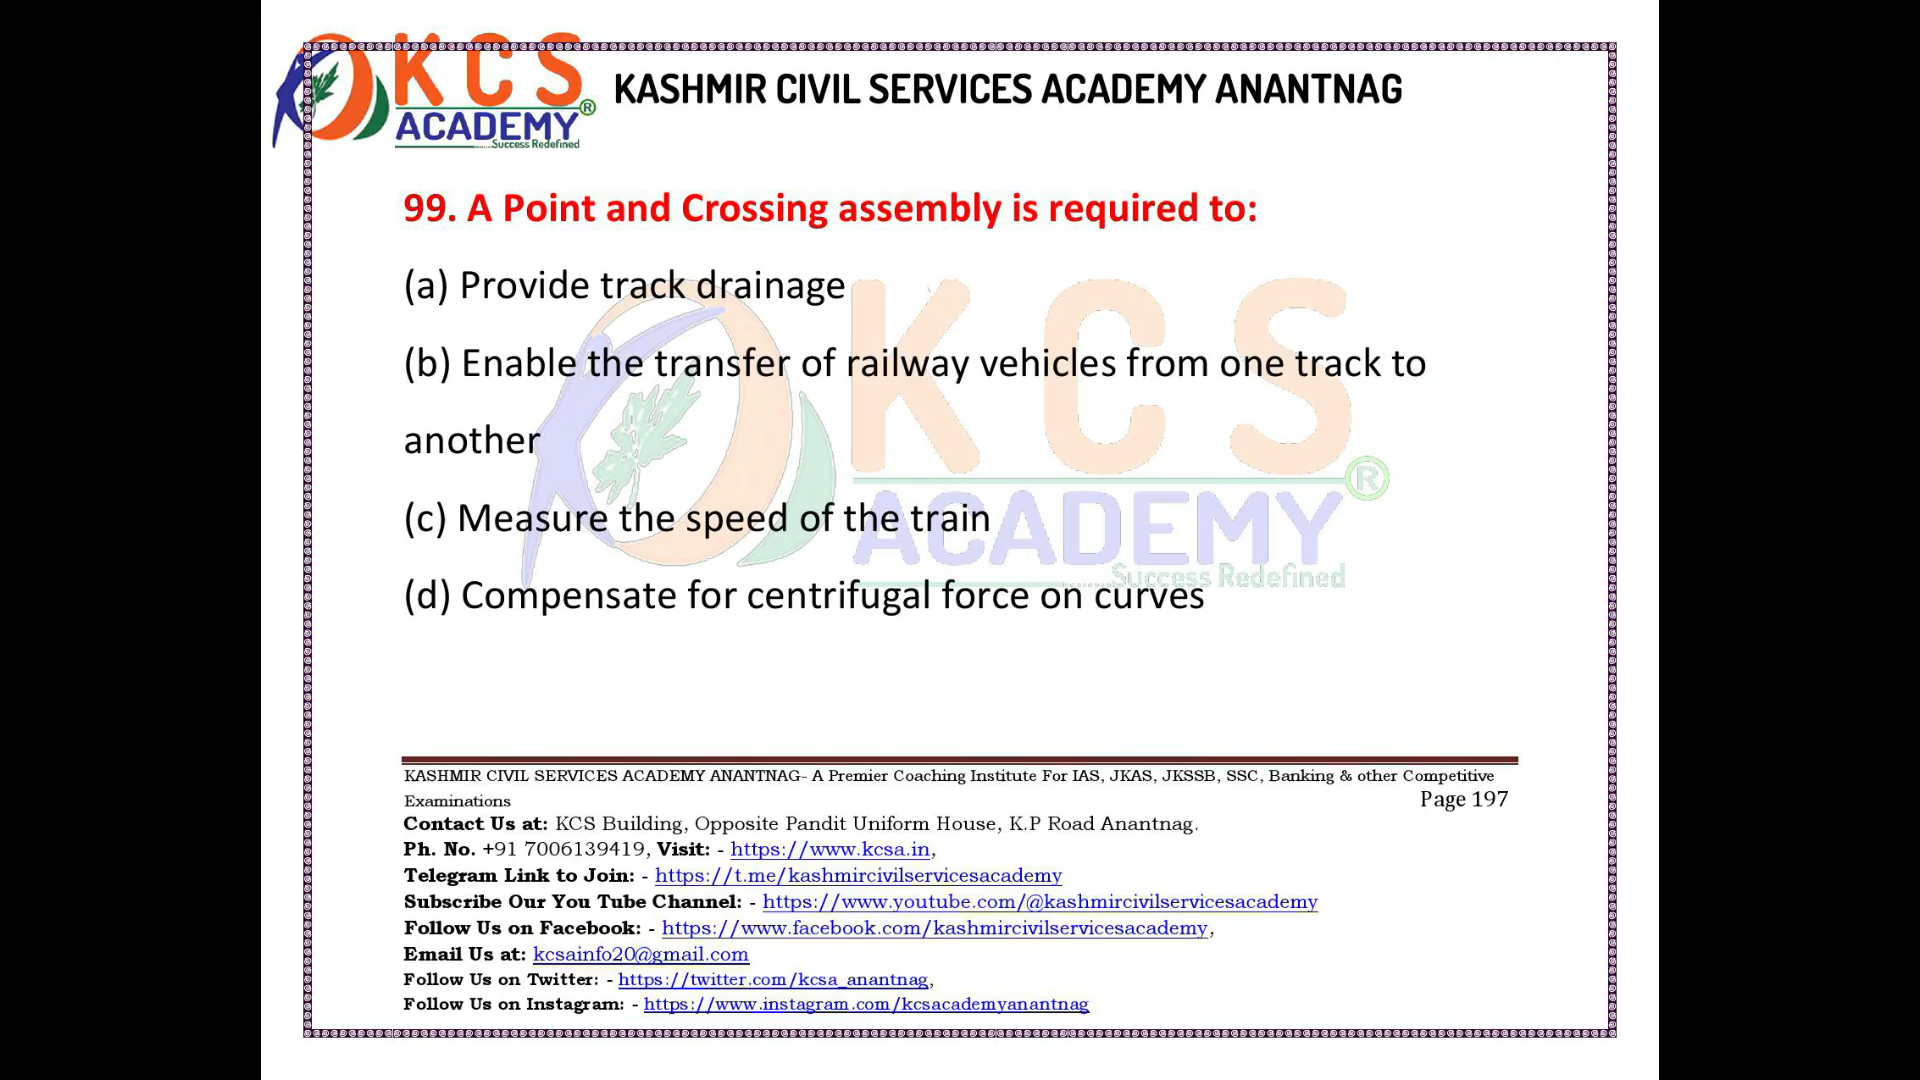 KCS
ACADEMY®
......Success Redefined
KASHMIR CIVIL SERVICES ACADEMY ANANTNAG
99. A Point and Crossing assembly is required to:
(a) Provide track drainage
(b) Enable the transfer of railway vehicles from one track to
another
(c) Measure the speed of the train
(d) Compensate for centrifugal force on curves
KCS
ACADEMY®
........Success Redefined
KASHMIR CIVIL SERVICES ACADEMY ANANTNAG- A Premier Coaching Institute For IAS, JKAS, JKSSB, SSC, Banking & other Competitive
Examinations Page 197
Contact Us at: KCS Building, Opposite Pandit Uniform House, K.P Road Anantnag.
Ph. No. +91 7006139419, Visit: - https://www.kcsa.in,
Telegram Link to Join: - https://t.me/kashmircivilservicesacademy
Subscribe Our You Tube Channel: - https://www.youtube.com/@kashmircivilservicesacademy
Follow Us on Facebook: - https://www.facebook.com/kashmircivilservicesacademy,
Email Us at: kcsainfo20@gmail.com
Follow Us on Twitter: - https://twitter.com/kcsa_anantnag,
Follow Us on Instagram: - https://www.instagram.com/kcsacademyanantnag